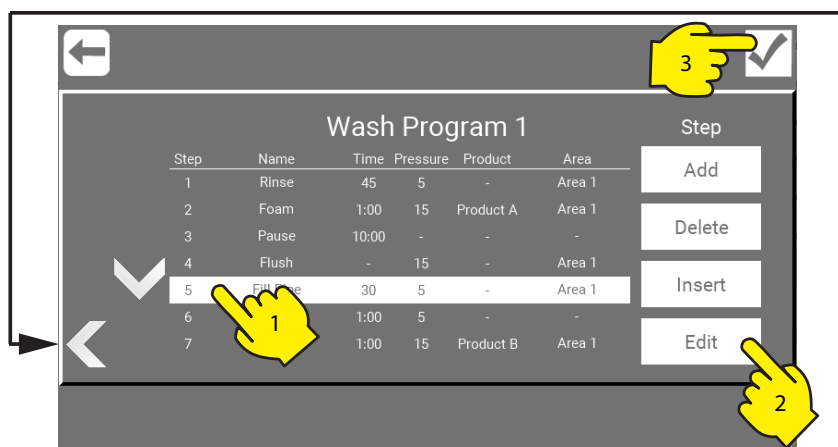 3
Wash Program 1
Step
Step Name Time Pressure Product Area
Add
1 Rinse 45 5 - Area 1
2 Foam 1:00 15 Product A Area 1
Delete
3 Pause 10:00 - - -
4 Flush - 15 - Area 1
Insert
5 Fill 30 5 - Area 1
1
6 1:00 5 - -
Edit
7 1:00 15 Product B Area 1
2